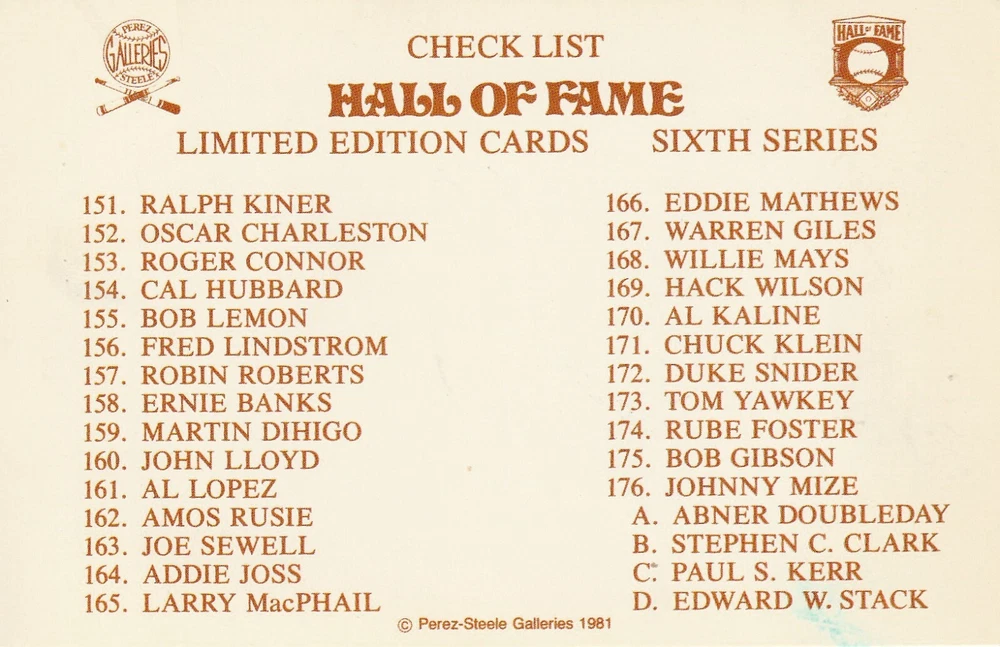 PEREZ
GALLERIES
STEELE
HALL OF FAME
CHECK LIST
HALL OF FAME
LIMITED EDITION CARDS SIXTH SERIES
151. RALPH KINER
152. OSCAR CHARLESTON
153. ROGER CONNOR
154. CAL HUBBARD
155. BOB LEMON
156. FRED LINDSTROM
157. ROBIN ROBERTS
158. ERNIE BANKS
159. MARTIN DIHIGO
160. JOHN LLOYD
161. AL LOPEZ
162. AMOS RUSIE
163. JOE SEWELL
164. ADDIE JOSS
165. LARRY MacPHAIL
166. EDDIE MATHEWS
167. WARREN GILES
168. WILLIE MAYS
169. HACK WILSON
170. AL KALINE
171. CHUCK KLEIN
172. DUKE SNIDER
173. TOM YAWKEY
174. RUBE FOSTER
175. BOB GIBSON
176. JOHNNY MIZE
A. ABNER DOUBLEDAY
B. STEPHEN C. CLARK
C. PAUL S. KERR
D. EDWARD W. STACK
© Perez-Steele Galleries 1981